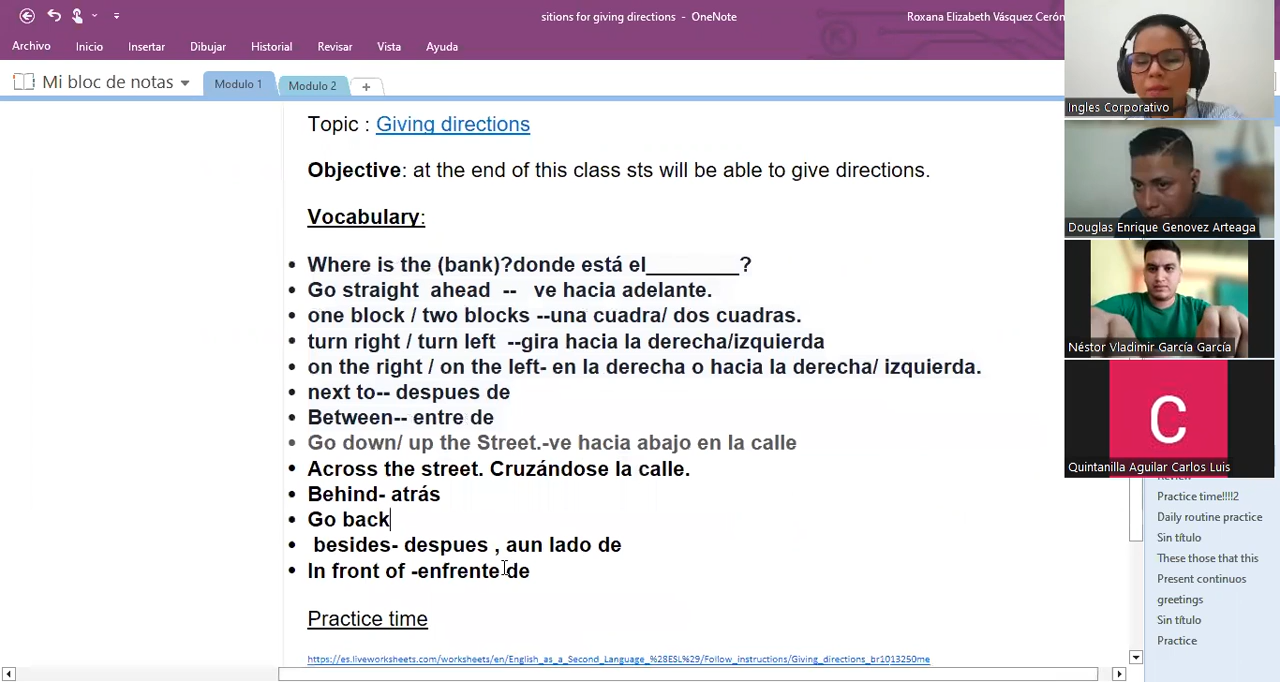 sitions for giving directions - OneNote
Roxana Elizabeth Vásquez Cerón
Archivo Inicio Insertar Dibujar Historial Revisar Vista Ayuda
Mi bloc de notas Modulo 1 Modulo 2 +
Topic : Giving directions
Objective: at the end of this class sts will be able to give directions.
Vocabulary:
• Where is the (bank)?donde está el________?
• Go straight ahead -- ve hacia adelante.
• one block / two blocks --una cuadra/ dos cuadras.
• turn right / turn left --gira hacia la derecha/izquierda
• on the right / on the left- en la derecha o hacia la derecha/ izquierda.
• next to-- despues de
• Between-- entre de
• Go down/ up the Street.-ve hacia abajo en la calle
• Across the street. Cruzándose la calle.
• Behind- atrás
• Go back
• besides- despues , aun lado de
• In front of -enfrente de
Practice time
https://es.liveworksheets.com/worksheets/en/English_as_a_Second_Language_%28ESL%29/Follow_instructions/Giving_directions_br1013250me
Ingles Corporativo
Douglas Enrique Genovez Arteaga
Néstor Vladimir García García
C
Quintanilla Aguilar Carlos Luis
Review
Practice time!!!!2
Daily routine practice
Sin título
These those that this
Present continuos
greetings
Sin título
Practice